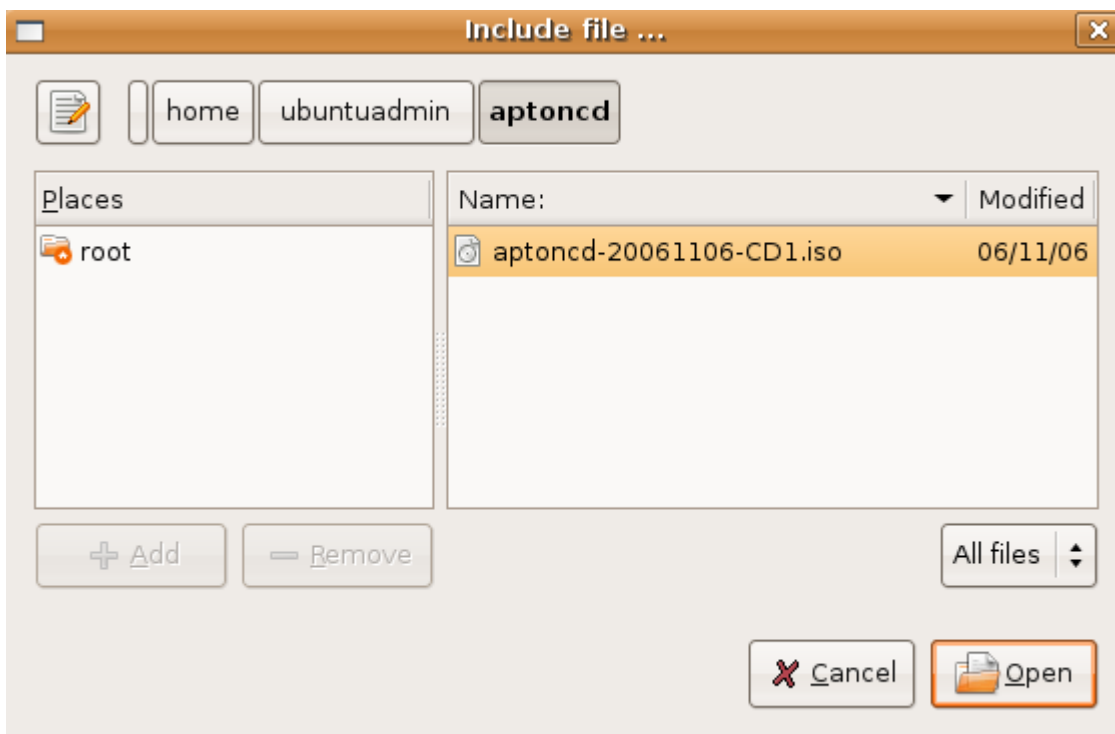 Include file ...
home ubuntuadmin aptoncd
Places Name: Modified
root aptoncd-20061106-CD1.iso 06/11/06
Add Remove All files
Cancel Open